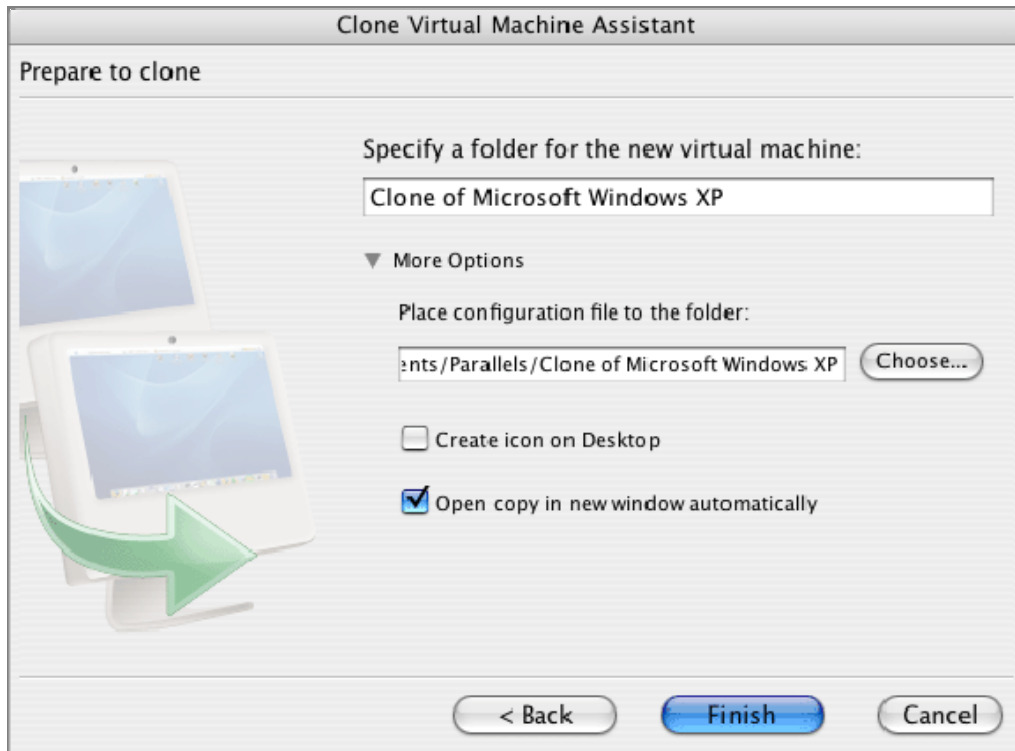 Clone Virtual Machine Assistant
Prepare to clone
Specify a folder for the new virtual machine:
Clone of Microsoft Windows XP
More Options
Place configuration file to the folder:
ents/Parallels/Clone of Microsoft Windows XP
Choose...
Create icon on Desktop
Open copy in new window automatically
< Back
Finish
Cancel